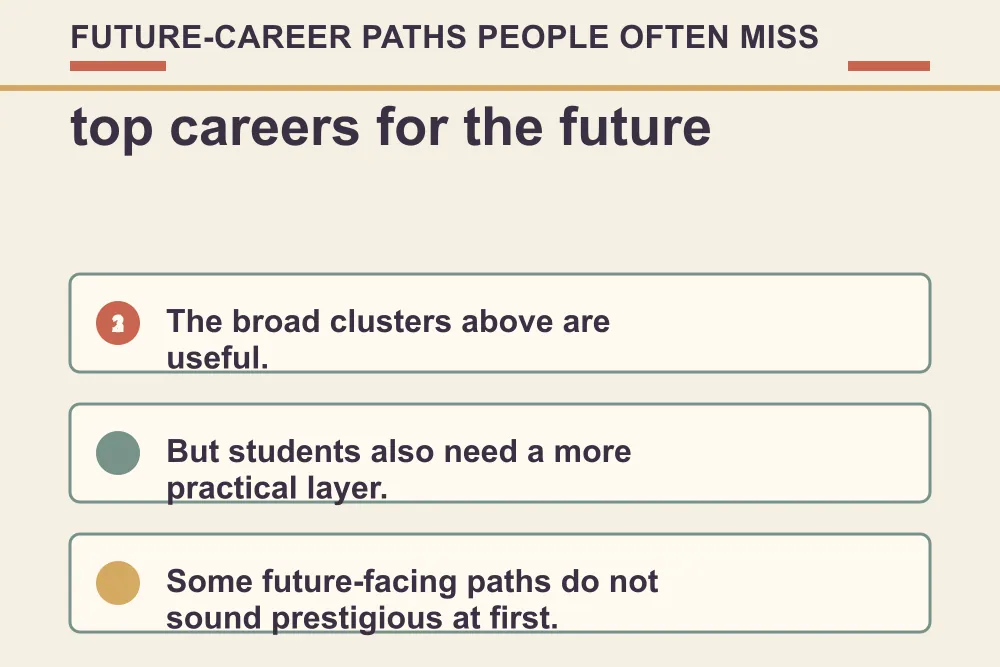 FUTURE-CAREER PATHS PEOPLE OFTEN MISS
top careers for the future
The broad clusters above are
useful.
But students also need a more
practical layer.
Some future-facing paths do not
sound prestigious at first.